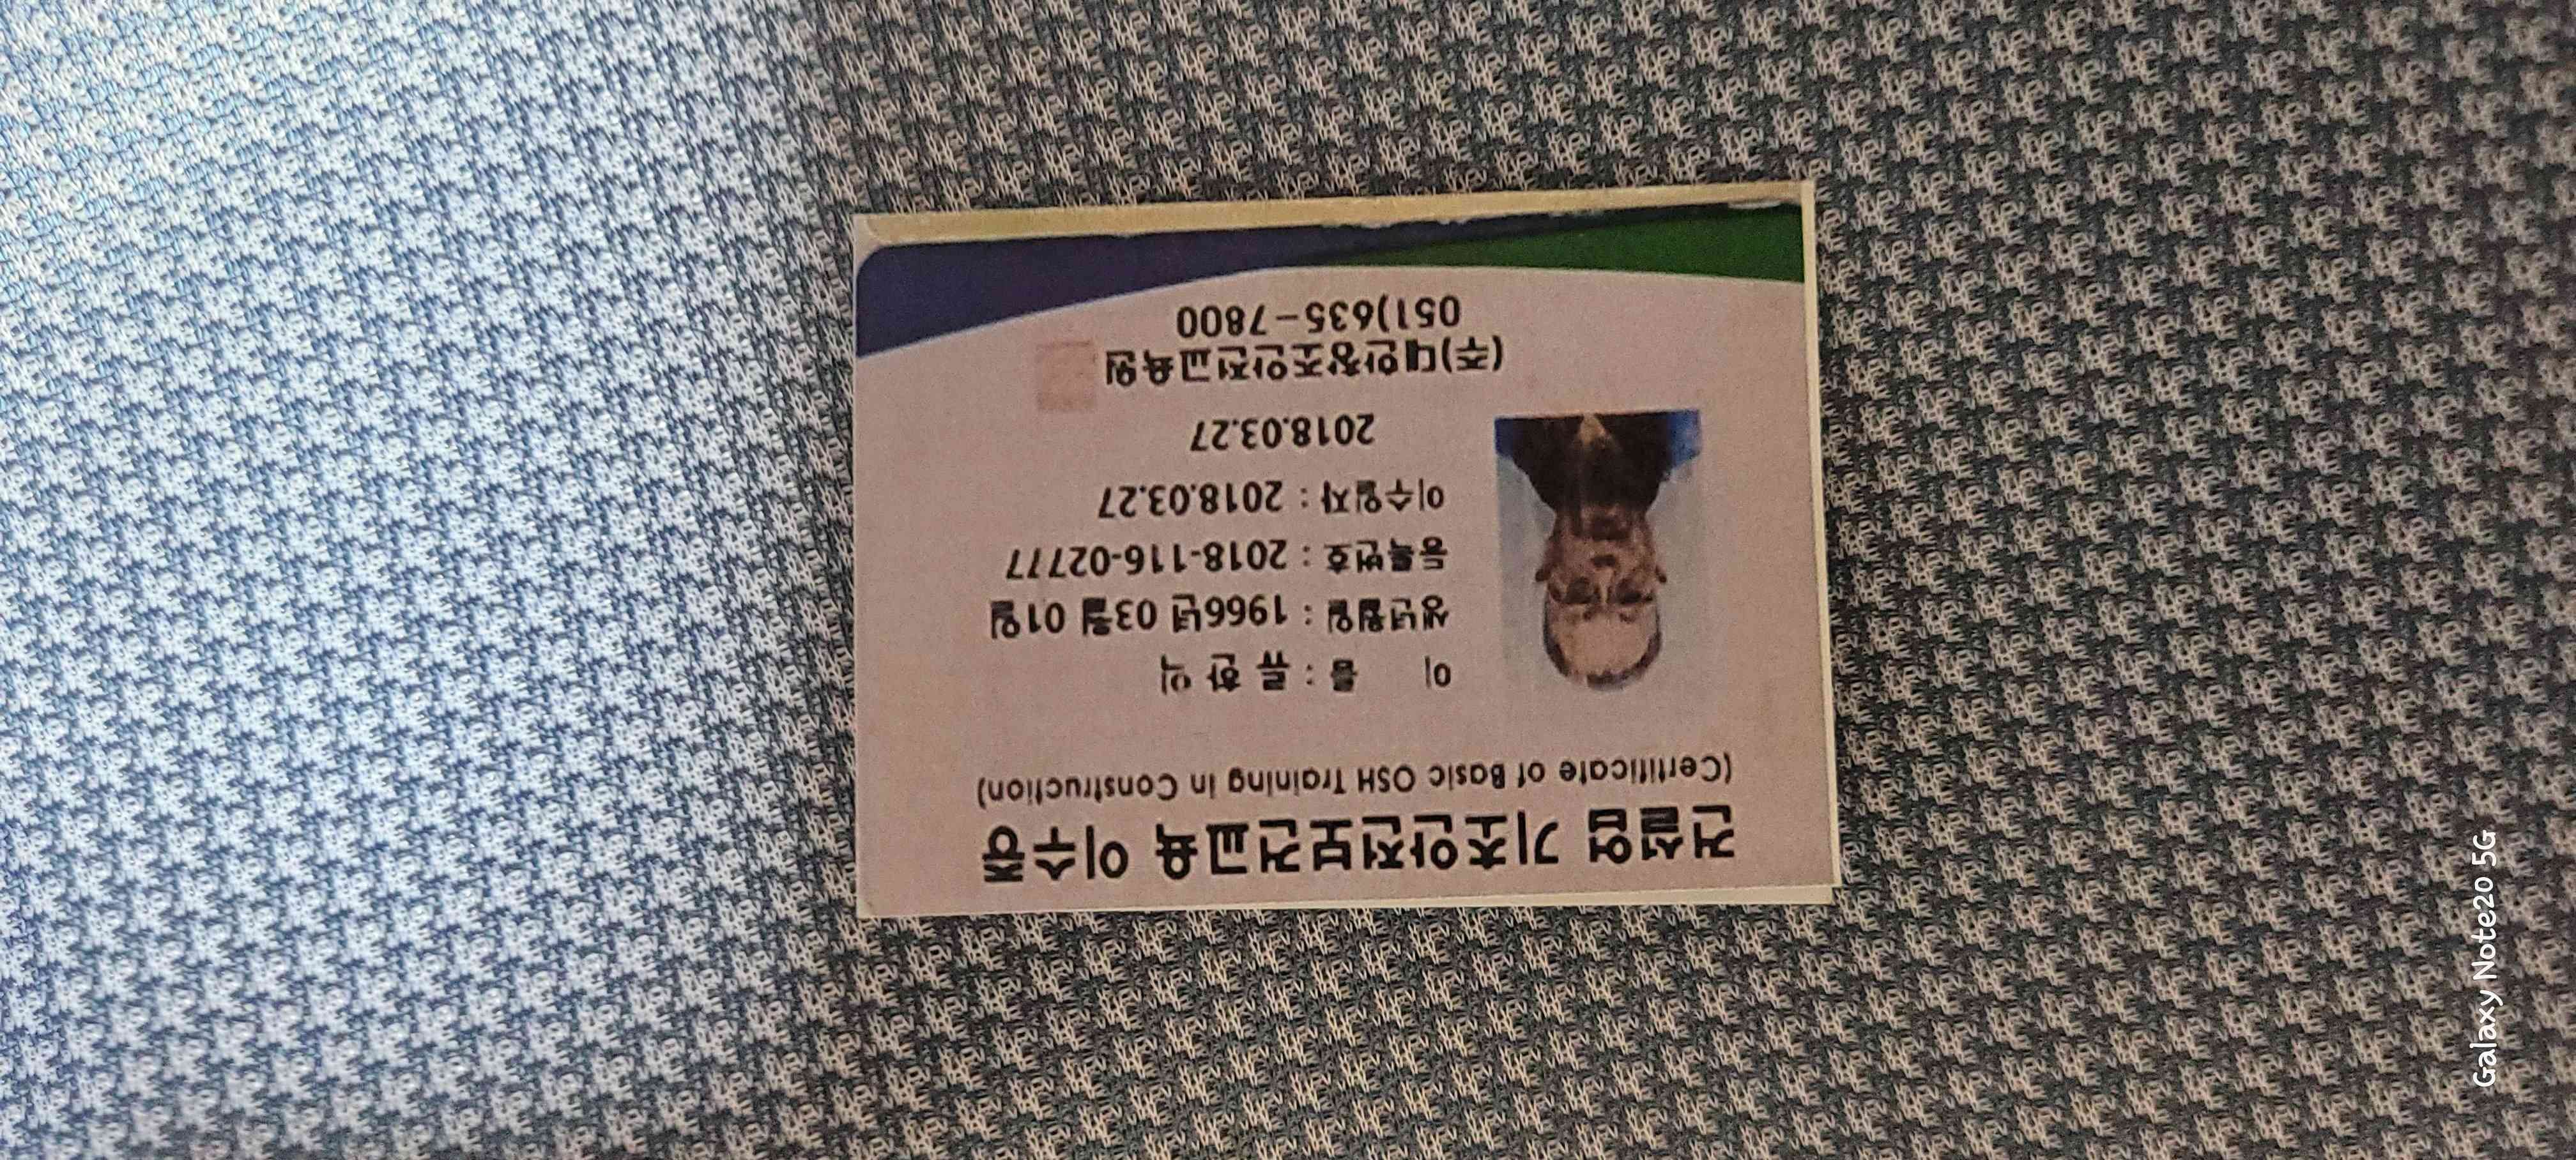 건설업 기초안전보건교육 이수증
(Certificate of Basic OSH Training in Construction)
이 름 : 류 한 익
생년월일 : 1966년 03월 01일
등록번호 : 2018-116-02777
이수일자 : 2018.03.27
2018.03.27
(주)대한창조안전교육원
051)635-7800
Galaxy Note20 5G